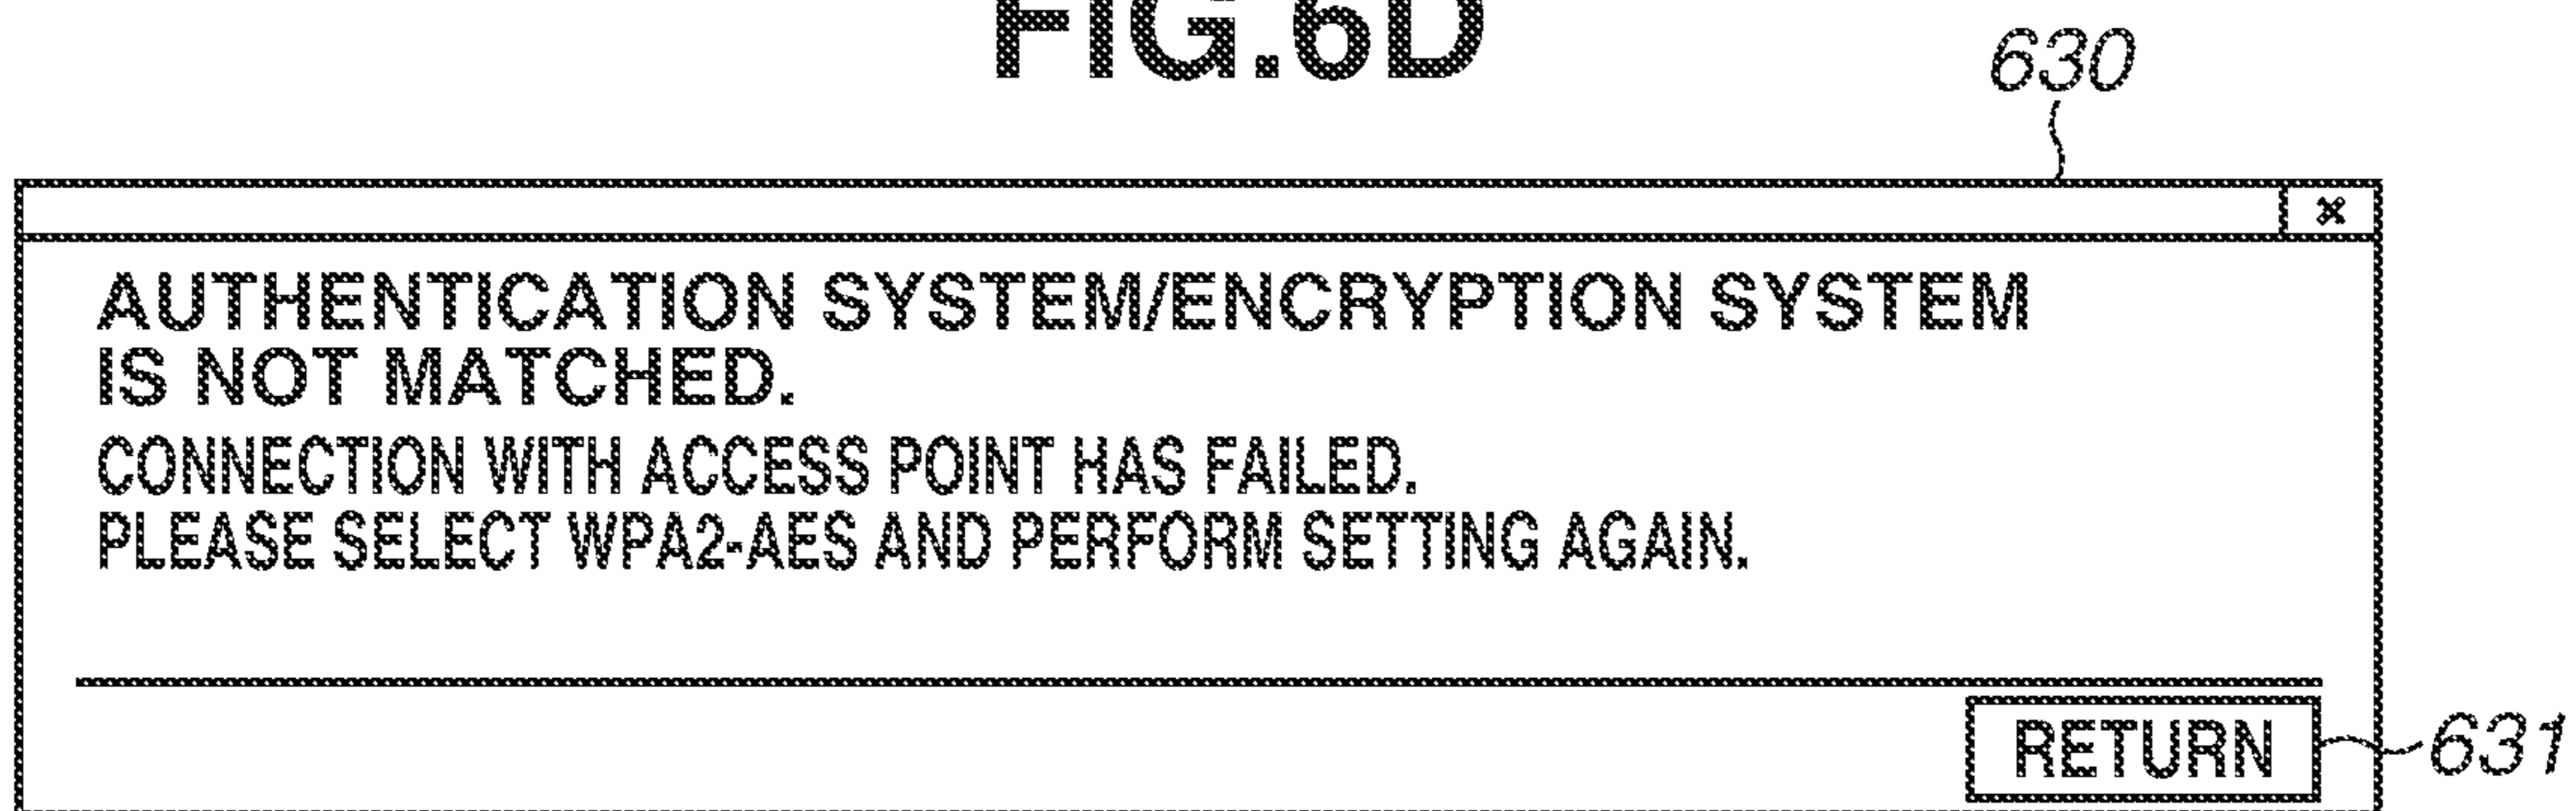 FIG.6D
630
×
AUTHENTICATION SYSTEM/ENCRYPTION SYSTEM
IS NOT MATCHED.
CONNECTION WITH ACCESS POINT HAS FAILED.
PLEASE SELECT WPA2-AES AND PERFORM SETTING AGAIN.
RETURN 631